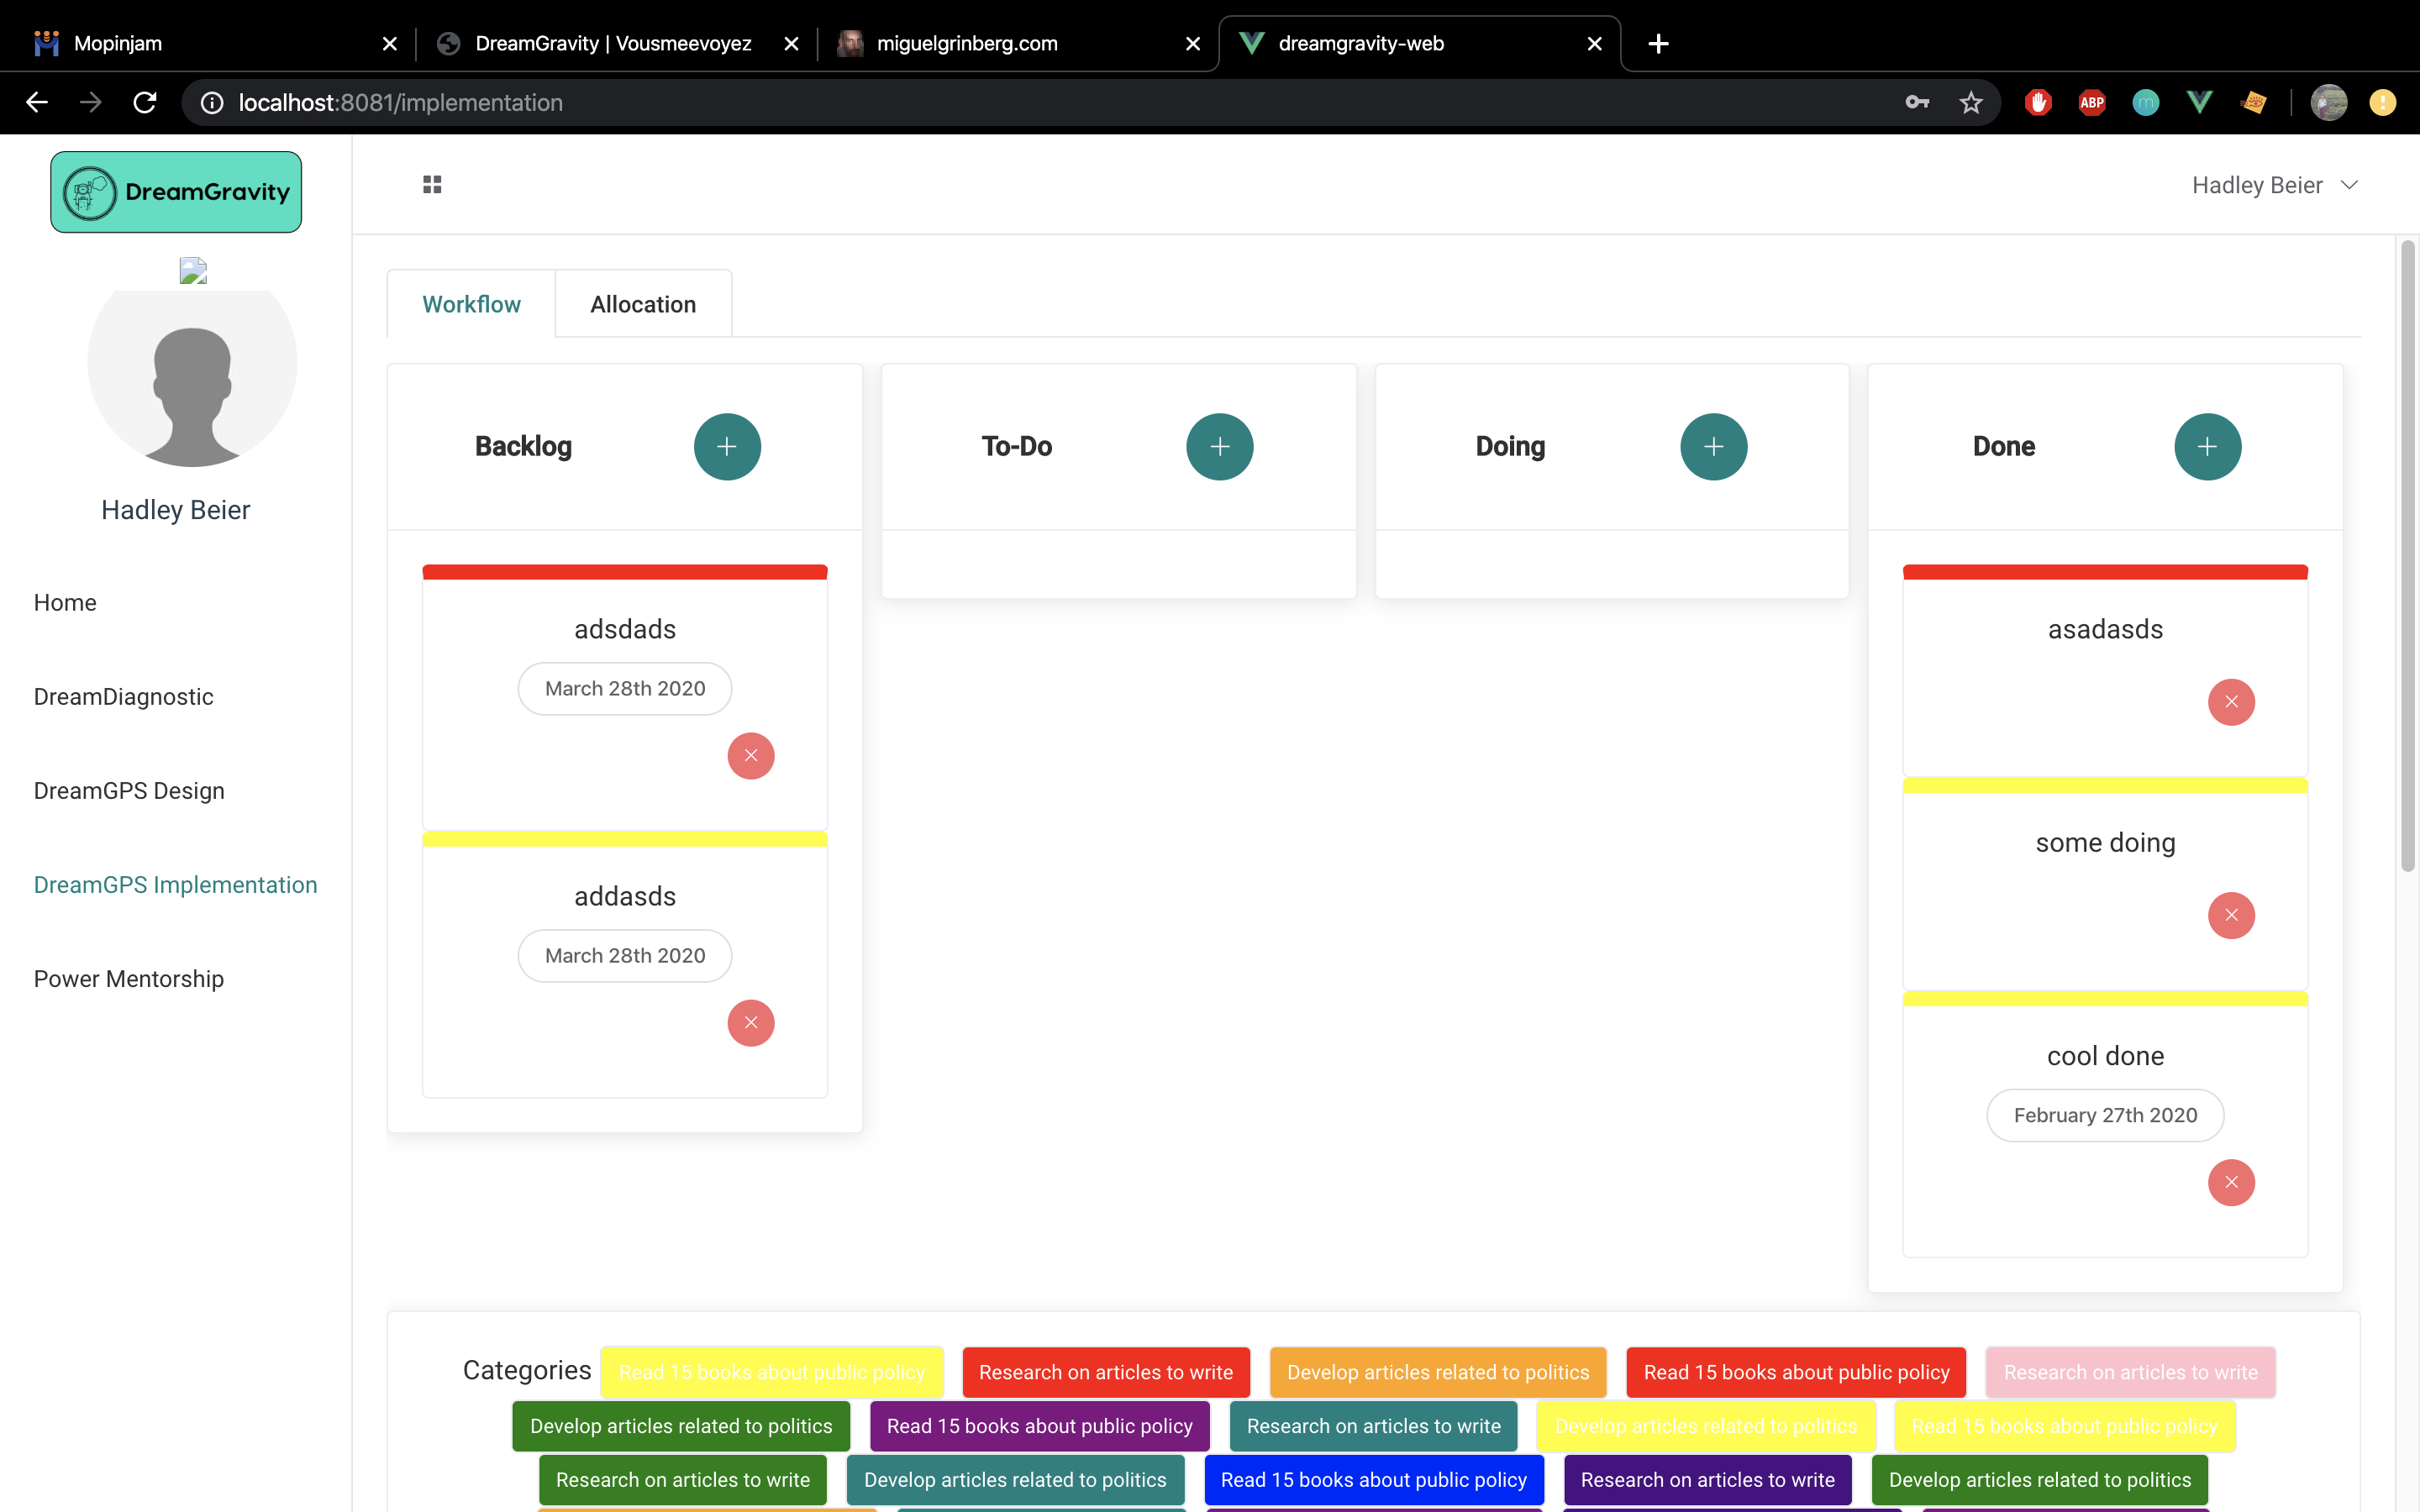 Mopinjam
DreamGravity | Vousmeevoyez
miguelgrinberg.com
dreamgravity-web
localhost:8081/implementation
ABP
m
DreamGravity
Hadley Beier
Hadley Beier
Home
DreamDiagnostic
DreamGPS Design
DreamGPS Implementation
Power Mentorship
Workflow
Allocation
Backlog
adsdads
March 28th 2020
addasds
March 28th 2020
To-Do
Doing
Done
asadasds
some doing
cool done
February 27th 2020
Categories Read 15 books about public policy Research on articles to write Develop articles related to politics Read 15 books about public policy Research on articles to write
Develop articles related to politics Read 15 books about public policy Research on articles to write Develop articles related to politics Read 15 books about public policy
Research on articles to write Develop articles related to politics Read 15 books about public policy Research on articles to write Develop articles related to politics